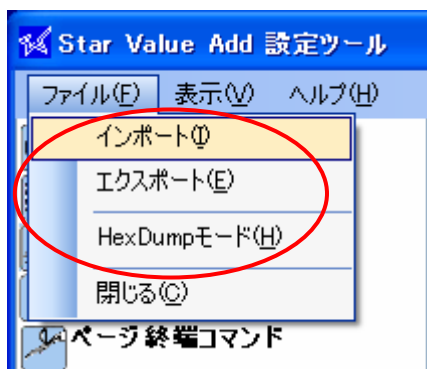 Star Value Add 設定ツール
ファイル(F) 表示(V) ヘルプ(H)
インポート(I)
エクスポート(E)
HexDumpモード(H)
閉じる(C)
ページ終端コマンド